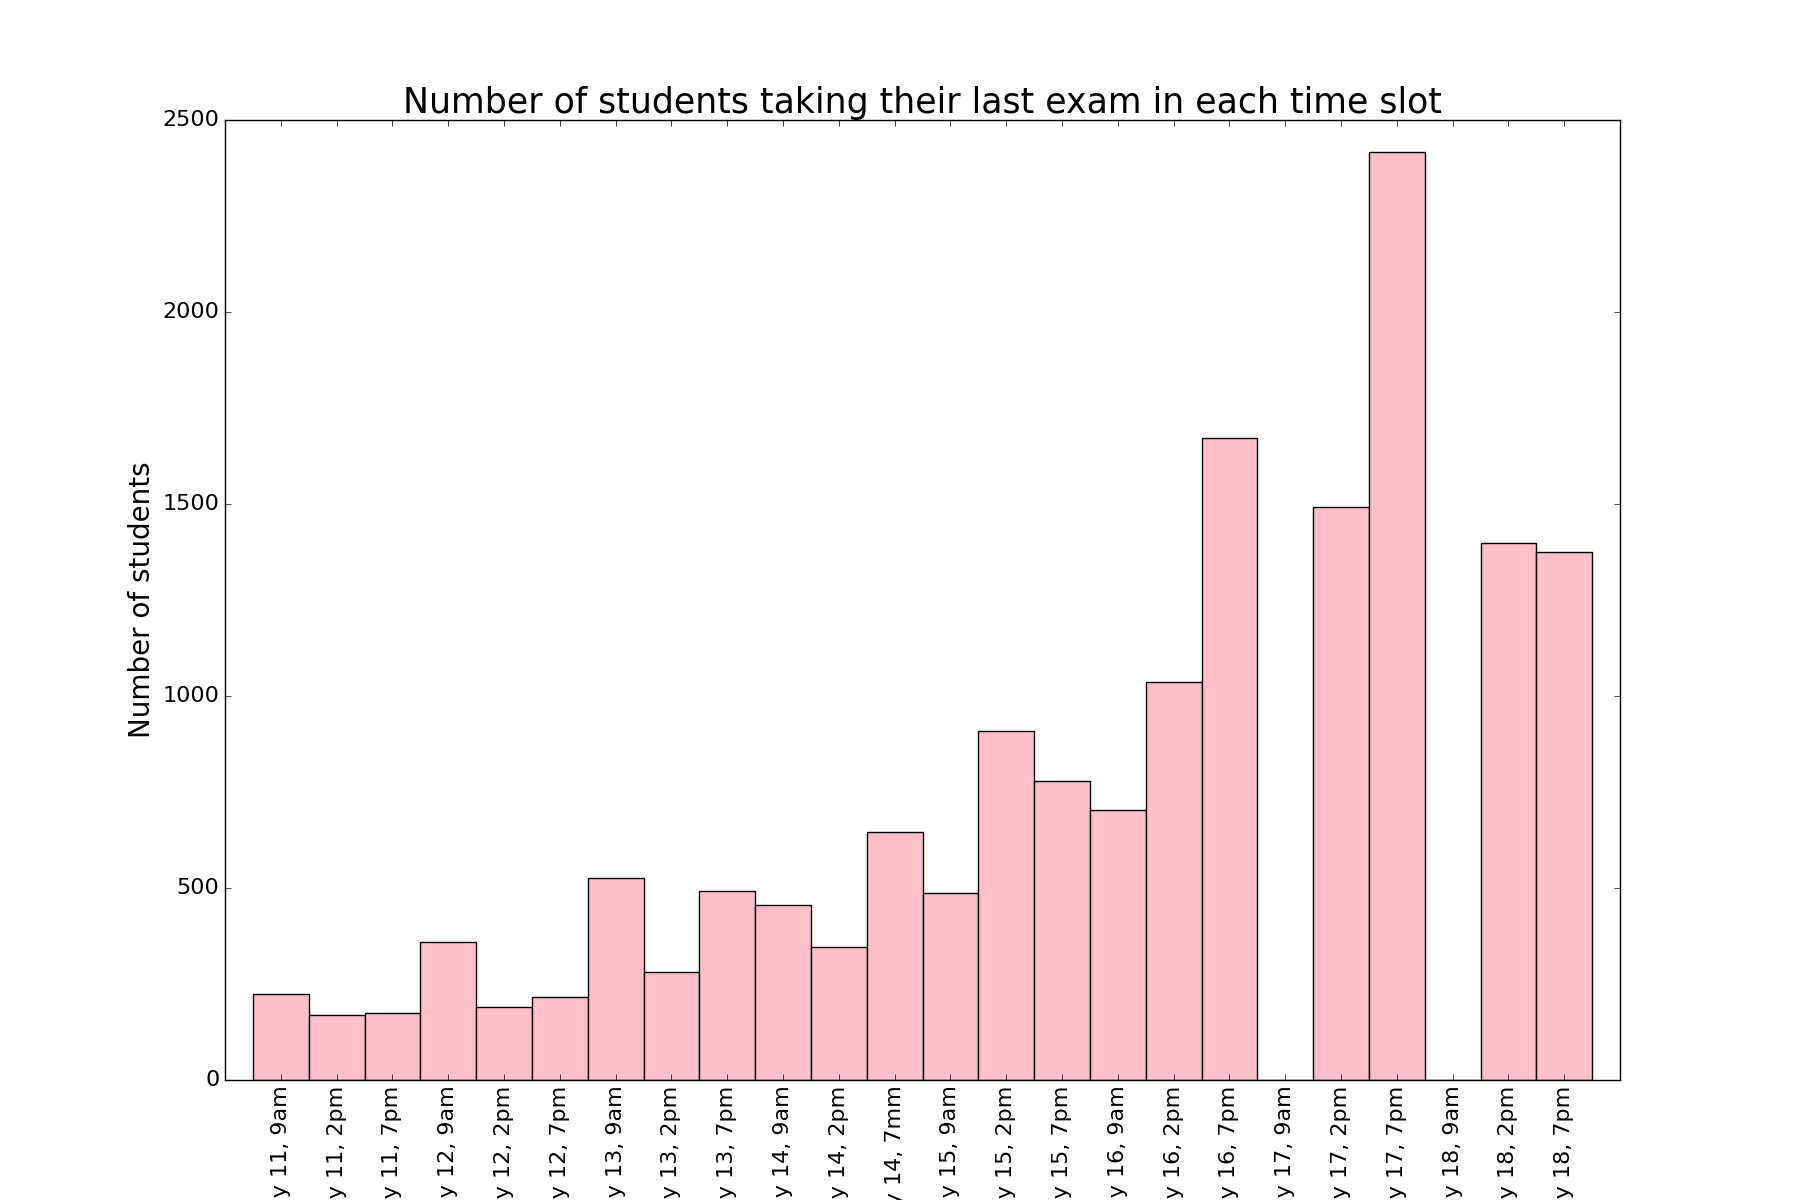 Number of students taking their last exam in each time slot
Number of students
2500
2000
1500
1000
500
0
y 11, 9am
y 11, 2pm
y 11, 7pm
y 12, 9am
y 12, 2pm
y 12, 7pm
y 13, 9am
y 13, 2pm
y 13, 7pm
y 14, 9am
y 14, 2pm
y 14, 7mm
y 15, 9am
y 15, 2pm
y 15, 7pm
y 16, 9am
y 16, 2pm
y 16, 7pm
y 17, 9am
y 17, 2pm
y 17, 7pm
y 18, 9am
y 18, 2pm
y 18, 7pm